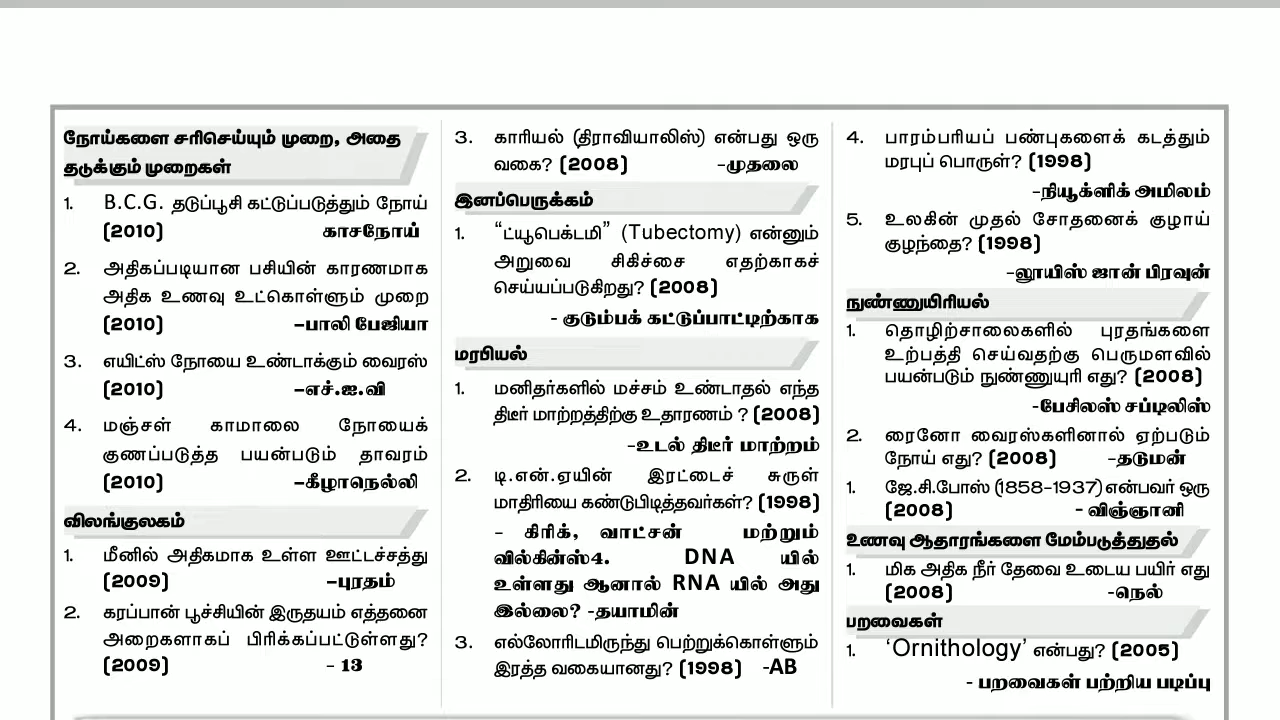 நோய்களை சரிசெய்யும் முறை, அதை
தடுக்கும் முறைகள்
1. B.C.G. தடுப்பூசி கட்டுப்படுத்தும் நோய்
(2010) காசநோய்
2. அதிகப்படியான பசியின் காரணமாக
அதிக உணவு உட்கொள்ளும் முறை
(2010) –பாலி பேஜியா
3. எயிட்ஸ் நோயை உண்டாக்கும் வைரஸ்
(2010) –எச்.ஐ.வி
4. மஞ்சள் காமாலை நோயைக்
குணப்படுத்த பயன்படும் தாவரம்
(2010) –கீழாநெல்லி
விலங்குலகம்
1. மீனில் அதிகமாக உள்ள ஊட்டச்சத்து
(2009) –புரதம்
2. கரப்பான் பூச்சியின் இருதயம் எத்தனை
அறைகளாகப் பிரிக்கப்பட்டுள்ளது?
(2009) - 13
3. காரியல் (திராவியாலிஸ்) என்பது ஒரு
வகை? (2008) -முதலை
இனப்பெருக்கம்
1. “ட்யூபெக்டமி” (Tubectomy) என்னும்
அறுவை சிகிச்சை எதற்காகச்
செய்யப்படுகிறது? (2008)
- குடும்பக் கட்டுப்பாட்டிற்காக
மரபியல்
1. மனிதர்களில் மச்சம் உண்டாதல் எந்த
திடீர் மாற்றத்திற்கு உதாரணம் ? (2008)
-உடல் திடீர் மாற்றம்
2. டி.என்.ஏயின் இரட்டைச் சுருள்
மாதிரியை கண்டுபிடித்தவர்கள்? (1998)
- கிரிக், வாட்சன் மற்றும்
வில்கின்ஸ்4. DNA யில்
உள்ளது ஆனால் RNA யில் அது
இல்லை? -தயாமின்
3. எல்லோரிடமிருந்து பெற்றுக்கொள்ளும்
இரத்த வகையானது? (1998) -AB
4. பாரம்பரியப் பண்புகளைக் கடத்தும்
மரபுப் பொருள்? (1998)
-நியூக்ளிக் அமிலம்
5. உலகின் முதல் சோதனைக் குழாய்
குழந்தை? (1998)
-லூயிஸ் ஜான் பிரவுன்
நுண்ணுயிரியல்
1. தொழிற்சாலைகளில் புரதங்களை
உற்பத்தி செய்வதற்கு பெருமளவில்
பயன்படும் நுண்ணுயுரி எது? (2008)
-பேசிலஸ் சப்டிலிஸ்
2. ரைனோ வைரஸ்களினால் ஏற்படும்
நோய் எது? (2008) -தடுமன்
1. ஜே.சி.போஸ் (1858-1937) என்பவர் ஒரு
(2008) - விஞ்ஞானி
உணவு ஆதாரங்களை மேம்படுத்துதல்
1. மிக அதிக நீர் தேவை உடைய பயிர் எது
(2008) -நெல்
பறவைகள்
1. ‘Ornithology’ என்பது? (2005)
- பறவைகள் பற்றிய படிப்பு